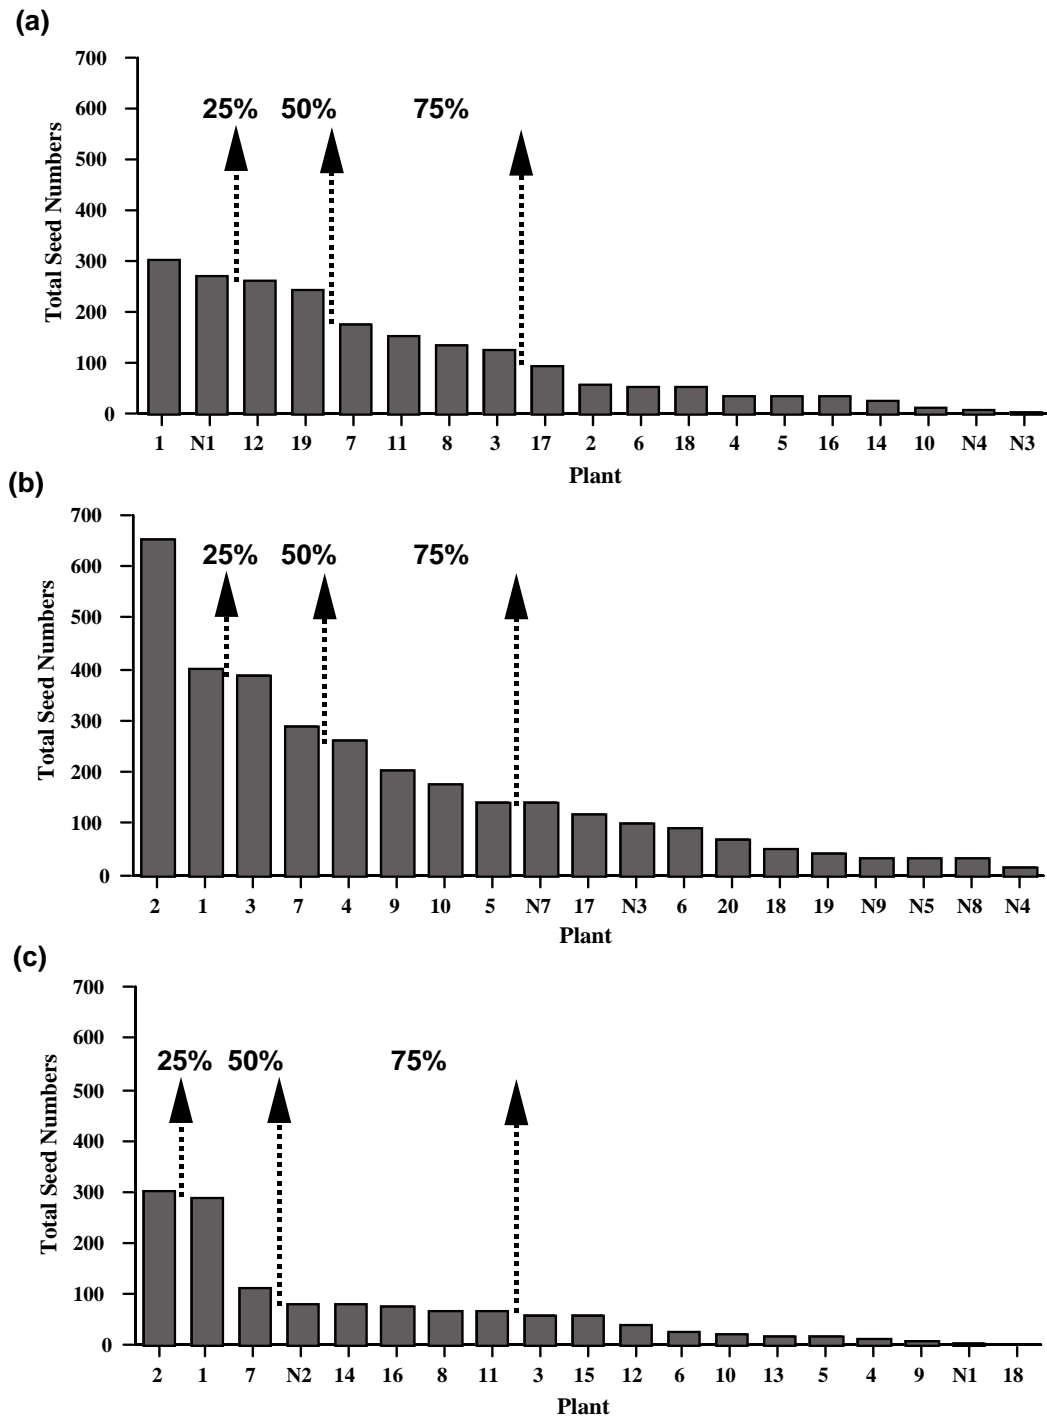 (a)
700
600
500
400
300
200
100
0
Total Seed Numbers
25% 50% 75%
1 N1 12 19 7 11 8 3 17 2 6 18 4 5 16 14 10 N4 N3
Plant
(b)
700
600
500
400
300
200
100
0
Total Seed Numbers
25% 50% 75%
2 1 3 7 4 9 10 5 N7 17 N3 6 20 18 19 N9 N5 N8 N4
Plant
(c)
700
600
500
400
300
200
100
0
Total Seed Numbers
25% 50% 75%
2 1 7 N2 14 16 8 11 3 15 12 6 10 13 5 4 9 N1 18
Plant